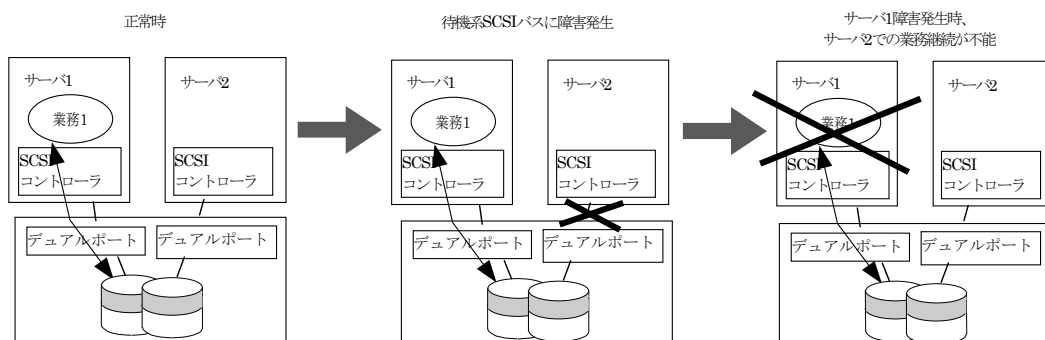 正常時
サーバ1
サーバ2
業務1
SCSI
コントローラ
SCSI
コントローラ
デュアルポート
デュアルポート
待機系SCSIバスに障害発生
サーバ1
サーバ2
業務1
SCSI
コントローラ
SCSI
コントローラ
デュアルポート
デュアルポート
サーバ1障害発生時、
サーバ2での業務継続が不能
サーバ1
サーバ2
業務1
SCSI
コントローラ
SCSI
コントローラ
デュアルポート
デュアルポート